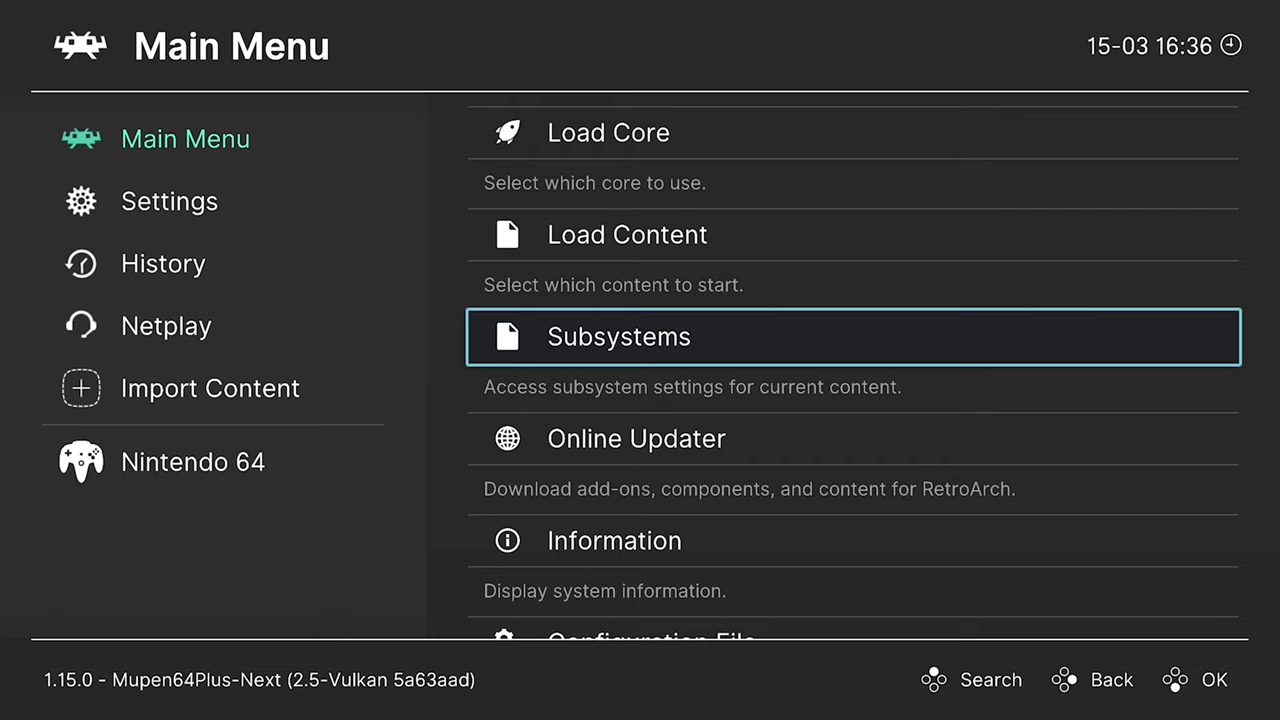 Main Menu
15-03 16:36
Main Menu
Settings
History
Netplay
Import Content
Nintendo 64
Load Core
Select which core to use.
Load Content
Select which content to start.
Subsystems
Access subsystem settings for current content.
Online Updater
Download add-ons, components, and content for RetroArch.
Information
Display system information.
Configuration File
1.15.0 - Mupen64Plus-Next (2.5-Vulkan 5a63aad)
Search
Back
OK